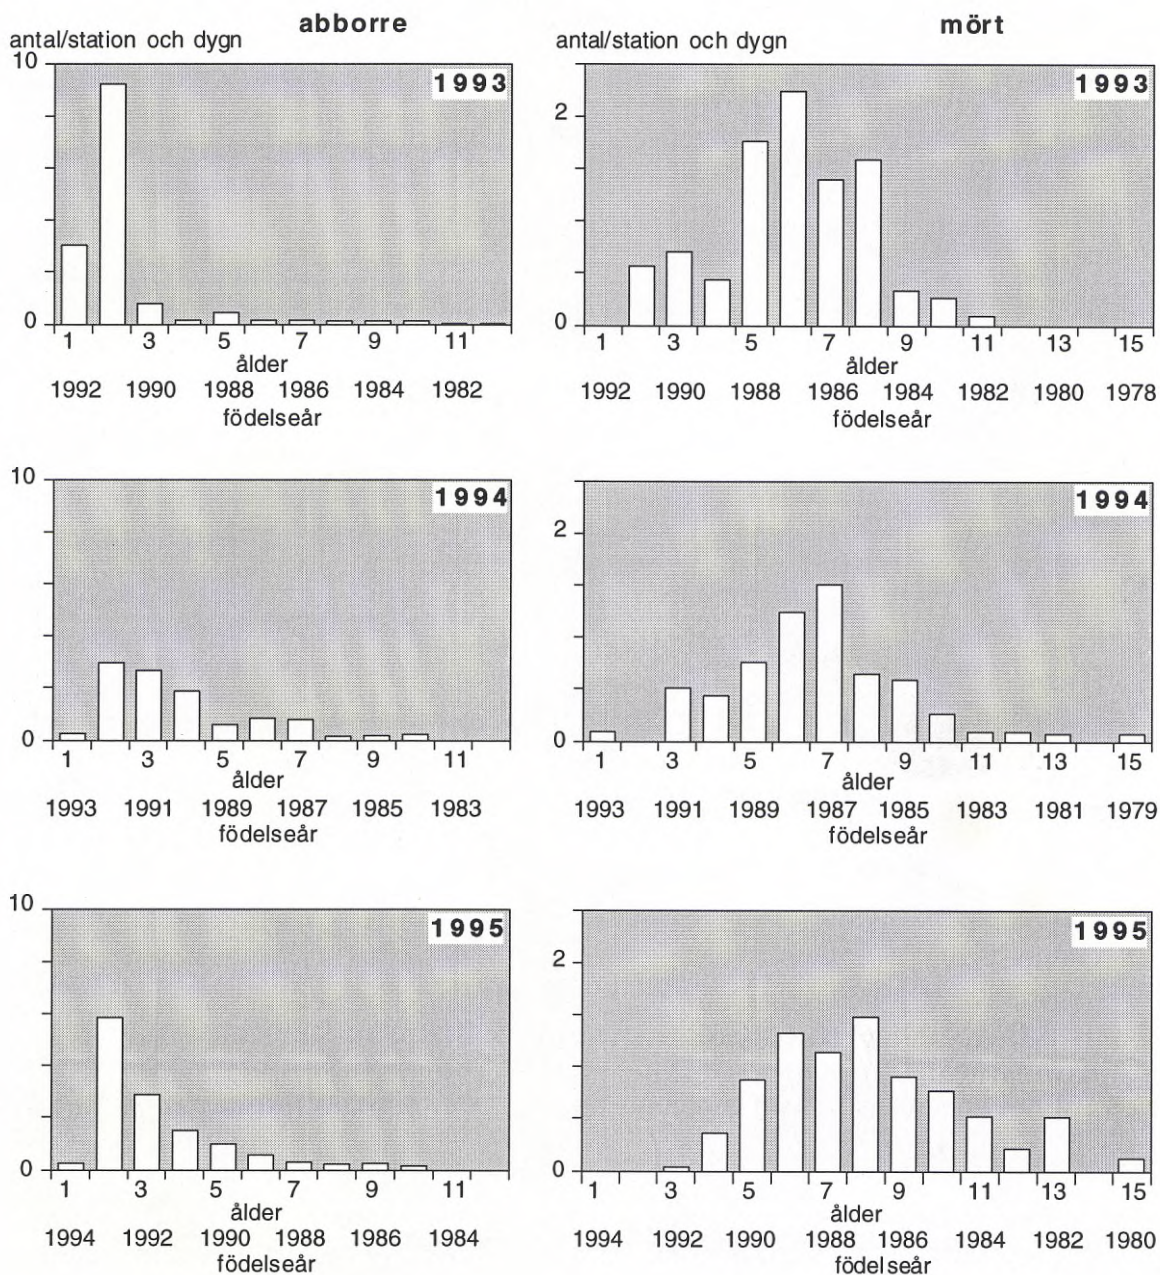 abborre
antal/station och dygn
10
1993
0
1 3 5 7 9 11
ålder
1992 1990 1988 1986 1984 1982
födelseår
mört
antal/station och dygn
2
1993
0
1 3 5 7 9 11 13 15
ålder
1992 1990 1988 1986 1984 1982 1980 1978
födelseår
10
1994
0
1 3 5 7 9 11
ålder
1993 1991 1989 1987 1985 1983
födelseår
2
1994
0
1 3 5 7 9 11 13 15
ålder
1993 1991 1989 1987 1985 1983 1981 1979
födelseår
10
1995
0
1 3 5 7 9 11
ålder
1994 1992 1990 1988 1986 1984
födelseår
2
1995
0
1 3 5 7 9 11 13 15
ålder
1994 1992 1990 1988 1986 1984 1982 1980
födelseår